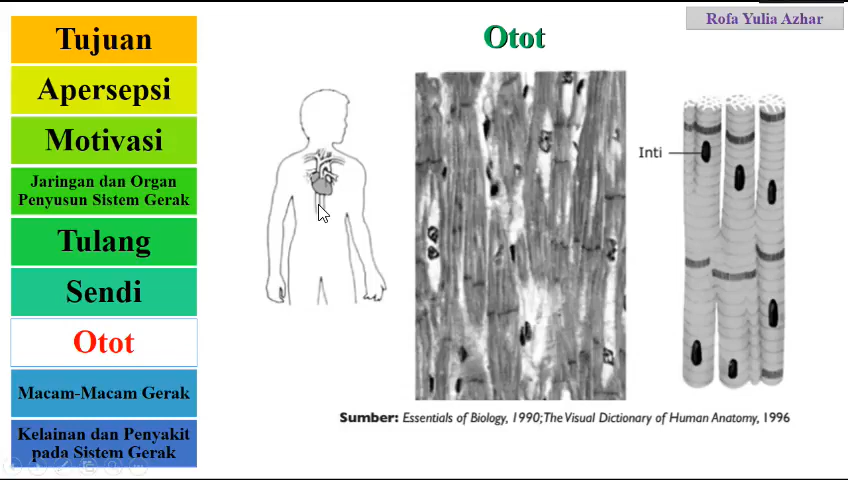 Rofa Yulia Azhar
Otot
Tujuan
Apersepsi
Motivasi
Jaringan dan Organ
Penyusun Sistem Gerak
Tulang
Sendi
Otot
Macam-Macam Gerak
Kelainan dan Penyakit
pada Sistem Gerak
Inti
Sumber: Essentials of Biology, 1990; The Visual Dictionary of Human Anatomy, 1996